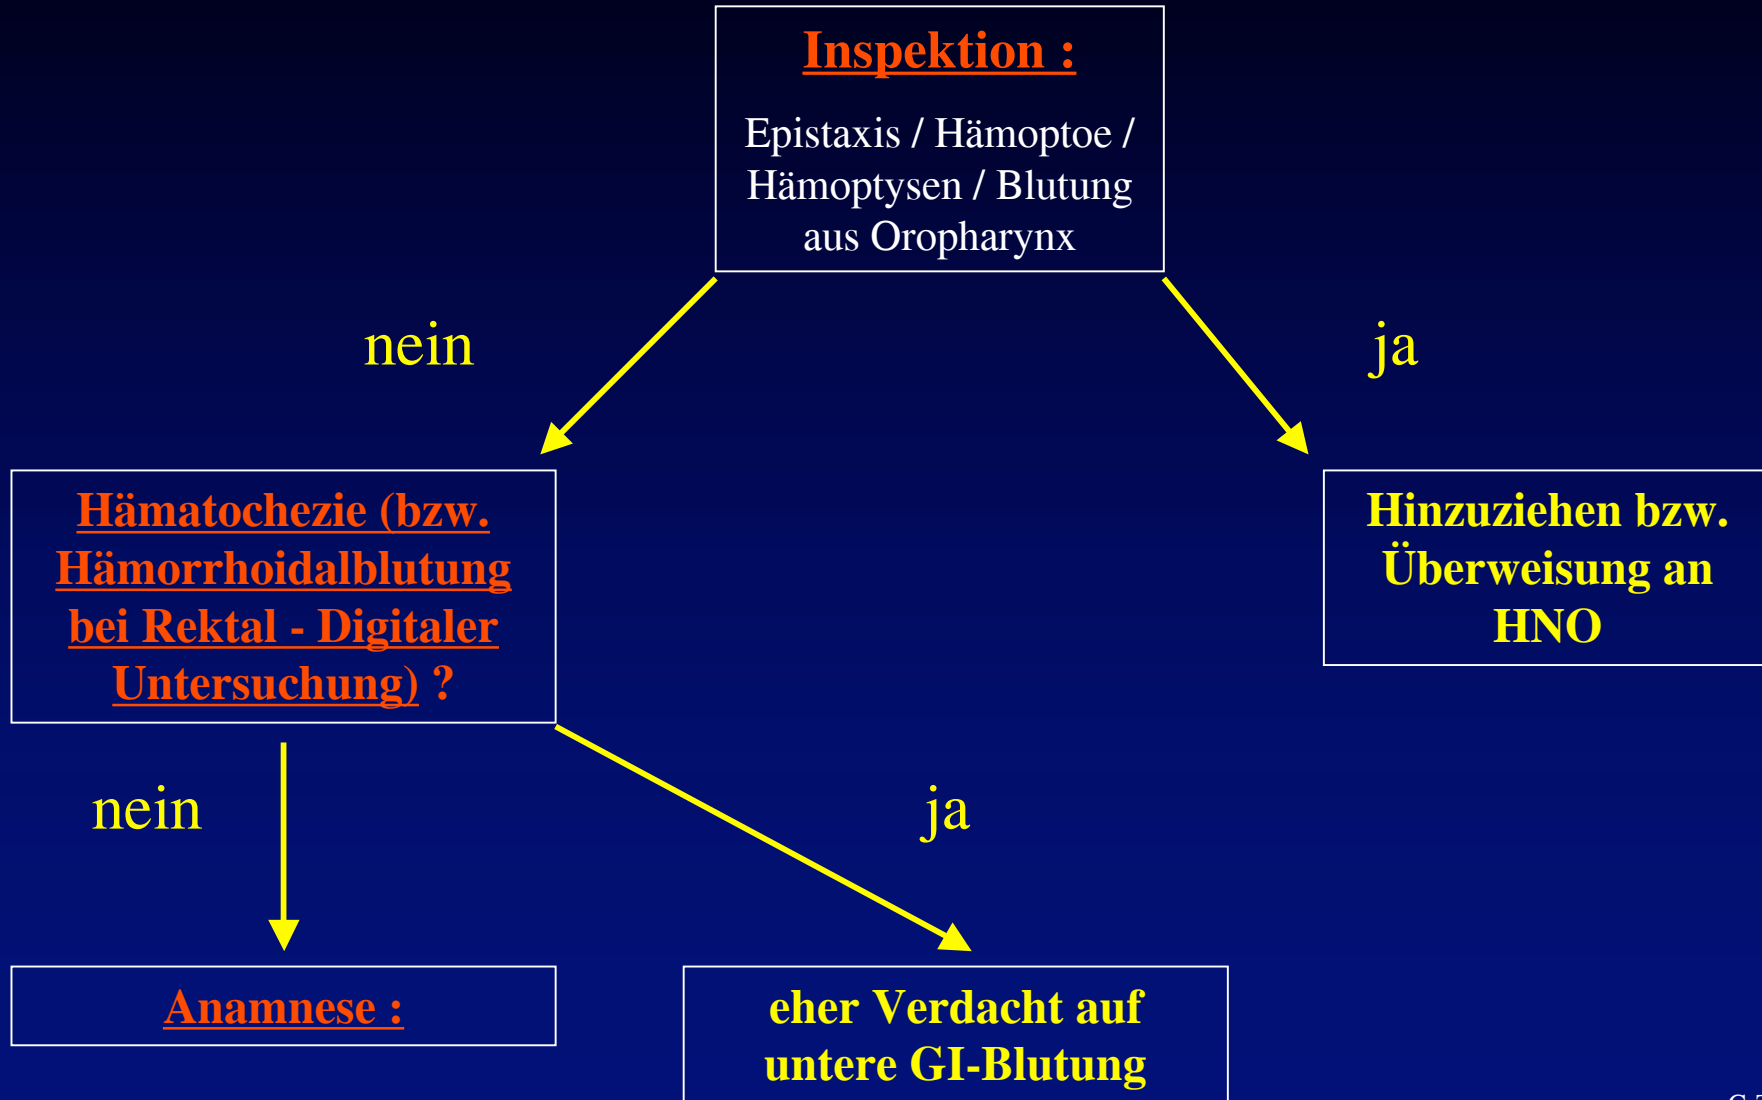 Inspektion :
Epistaxis / Hämoptoe /
Hämoptysen / Blutung
aus Oropharynx
nein
ja
Hämatochezie (bzw.
Hämorrhoidalblutung
bei Rektal - Digitaler
Untersuchung) ?
Hinzuziehen bzw.
Überweisung an
HNO
nein
ja
Anamnese :
eher Verdacht auf
untere GI-Blutung